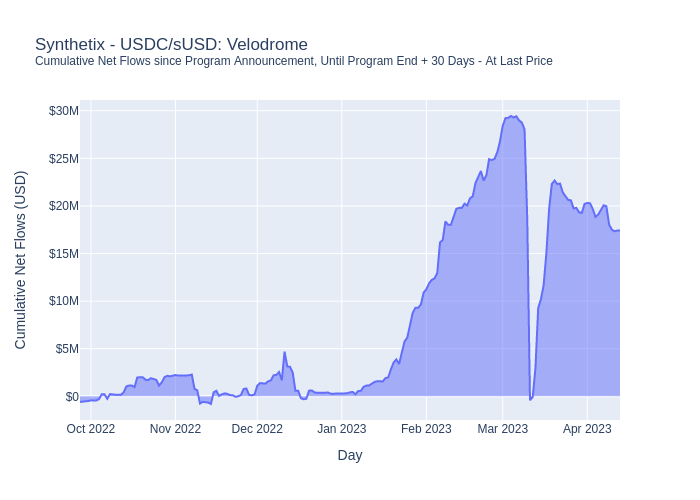 Synthetix - USDC/sUSD: Velodrome
Cumulative Net Flows since Program Announcement, Until Program End + 30 Days - At Last Price
Cumulative Net Flows (USD)
$30M
$25M
$20M
$15M
$10M
$5M
$0
Oct 2022 Nov 2022 Dec 2022 Jan 2023 Feb 2023 Mar 2023 Apr 2023
Day